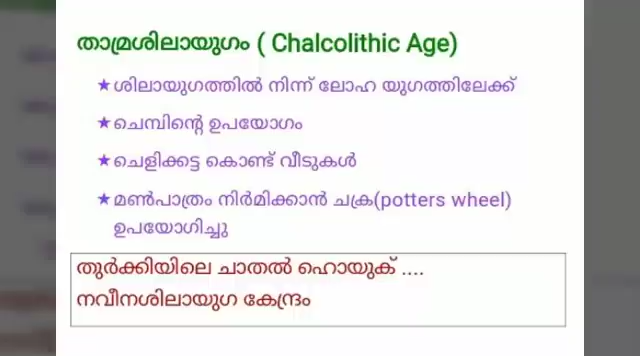 താമ്രശിലായുഗം ( Chalcolithic Age)
★ശിലായുഗത്തിൽ നിന്ന് ലോഹ യുഗത്തിലേക്ക്
★ചെമ്പിന്റെ ഉപയോഗം
★ചെളിക്കട്ട കൊണ്ട് വീടുകൾ
★മൺപാത്രം നിർമിക്കാൻ ചക്ര(potters wheel)
ഉപയോഗിച്ചു
തുർക്കിയിലെ ചാതൽ ഹൊയുക് ....
നവീനശിലായുഗ കേന്ദ്രം